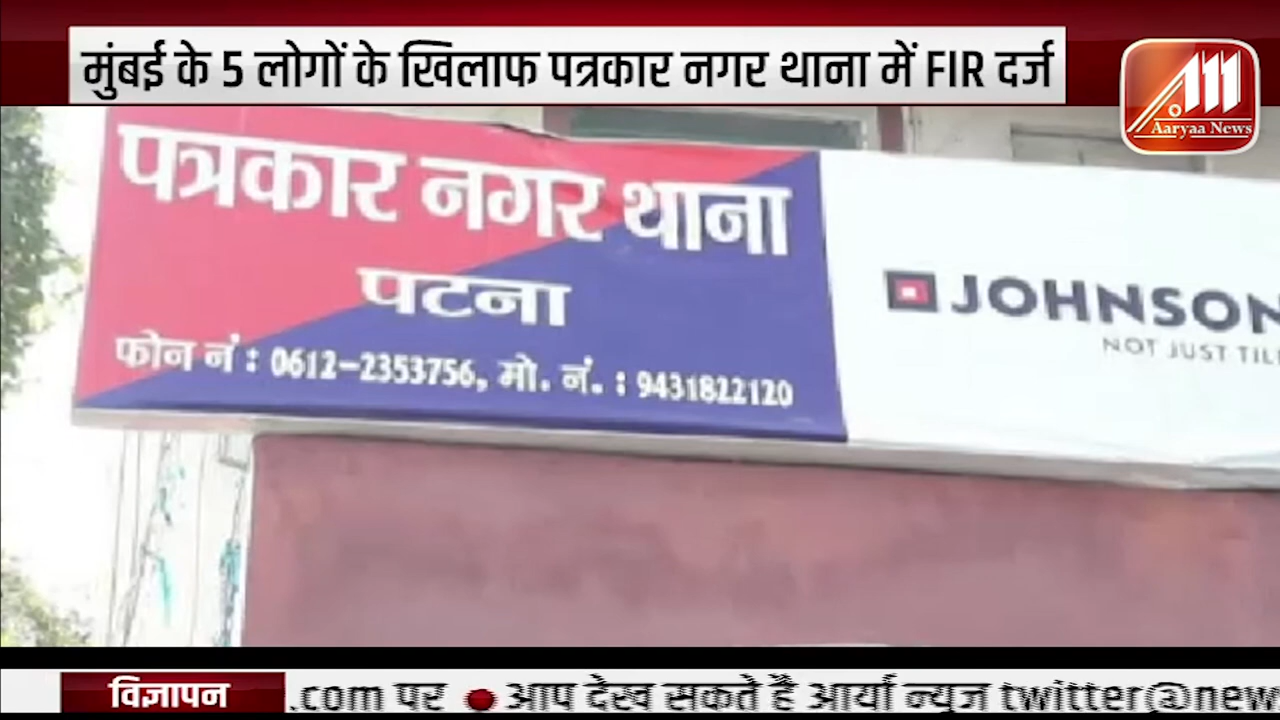 मुंबई के 5 लोगों के खिलाफ पत्रकार नगर थाना में FIR दर्ज
A11
Aaryaa News
पत्रकार नगर थाना
पटना
फोन नं : 0612-2353756, मो. नं. : 9431822120
JOHNSON
NOT JUST
विज्ञापन
.com पर ● आप देख सकते है आर्या न्यूज twitter@new